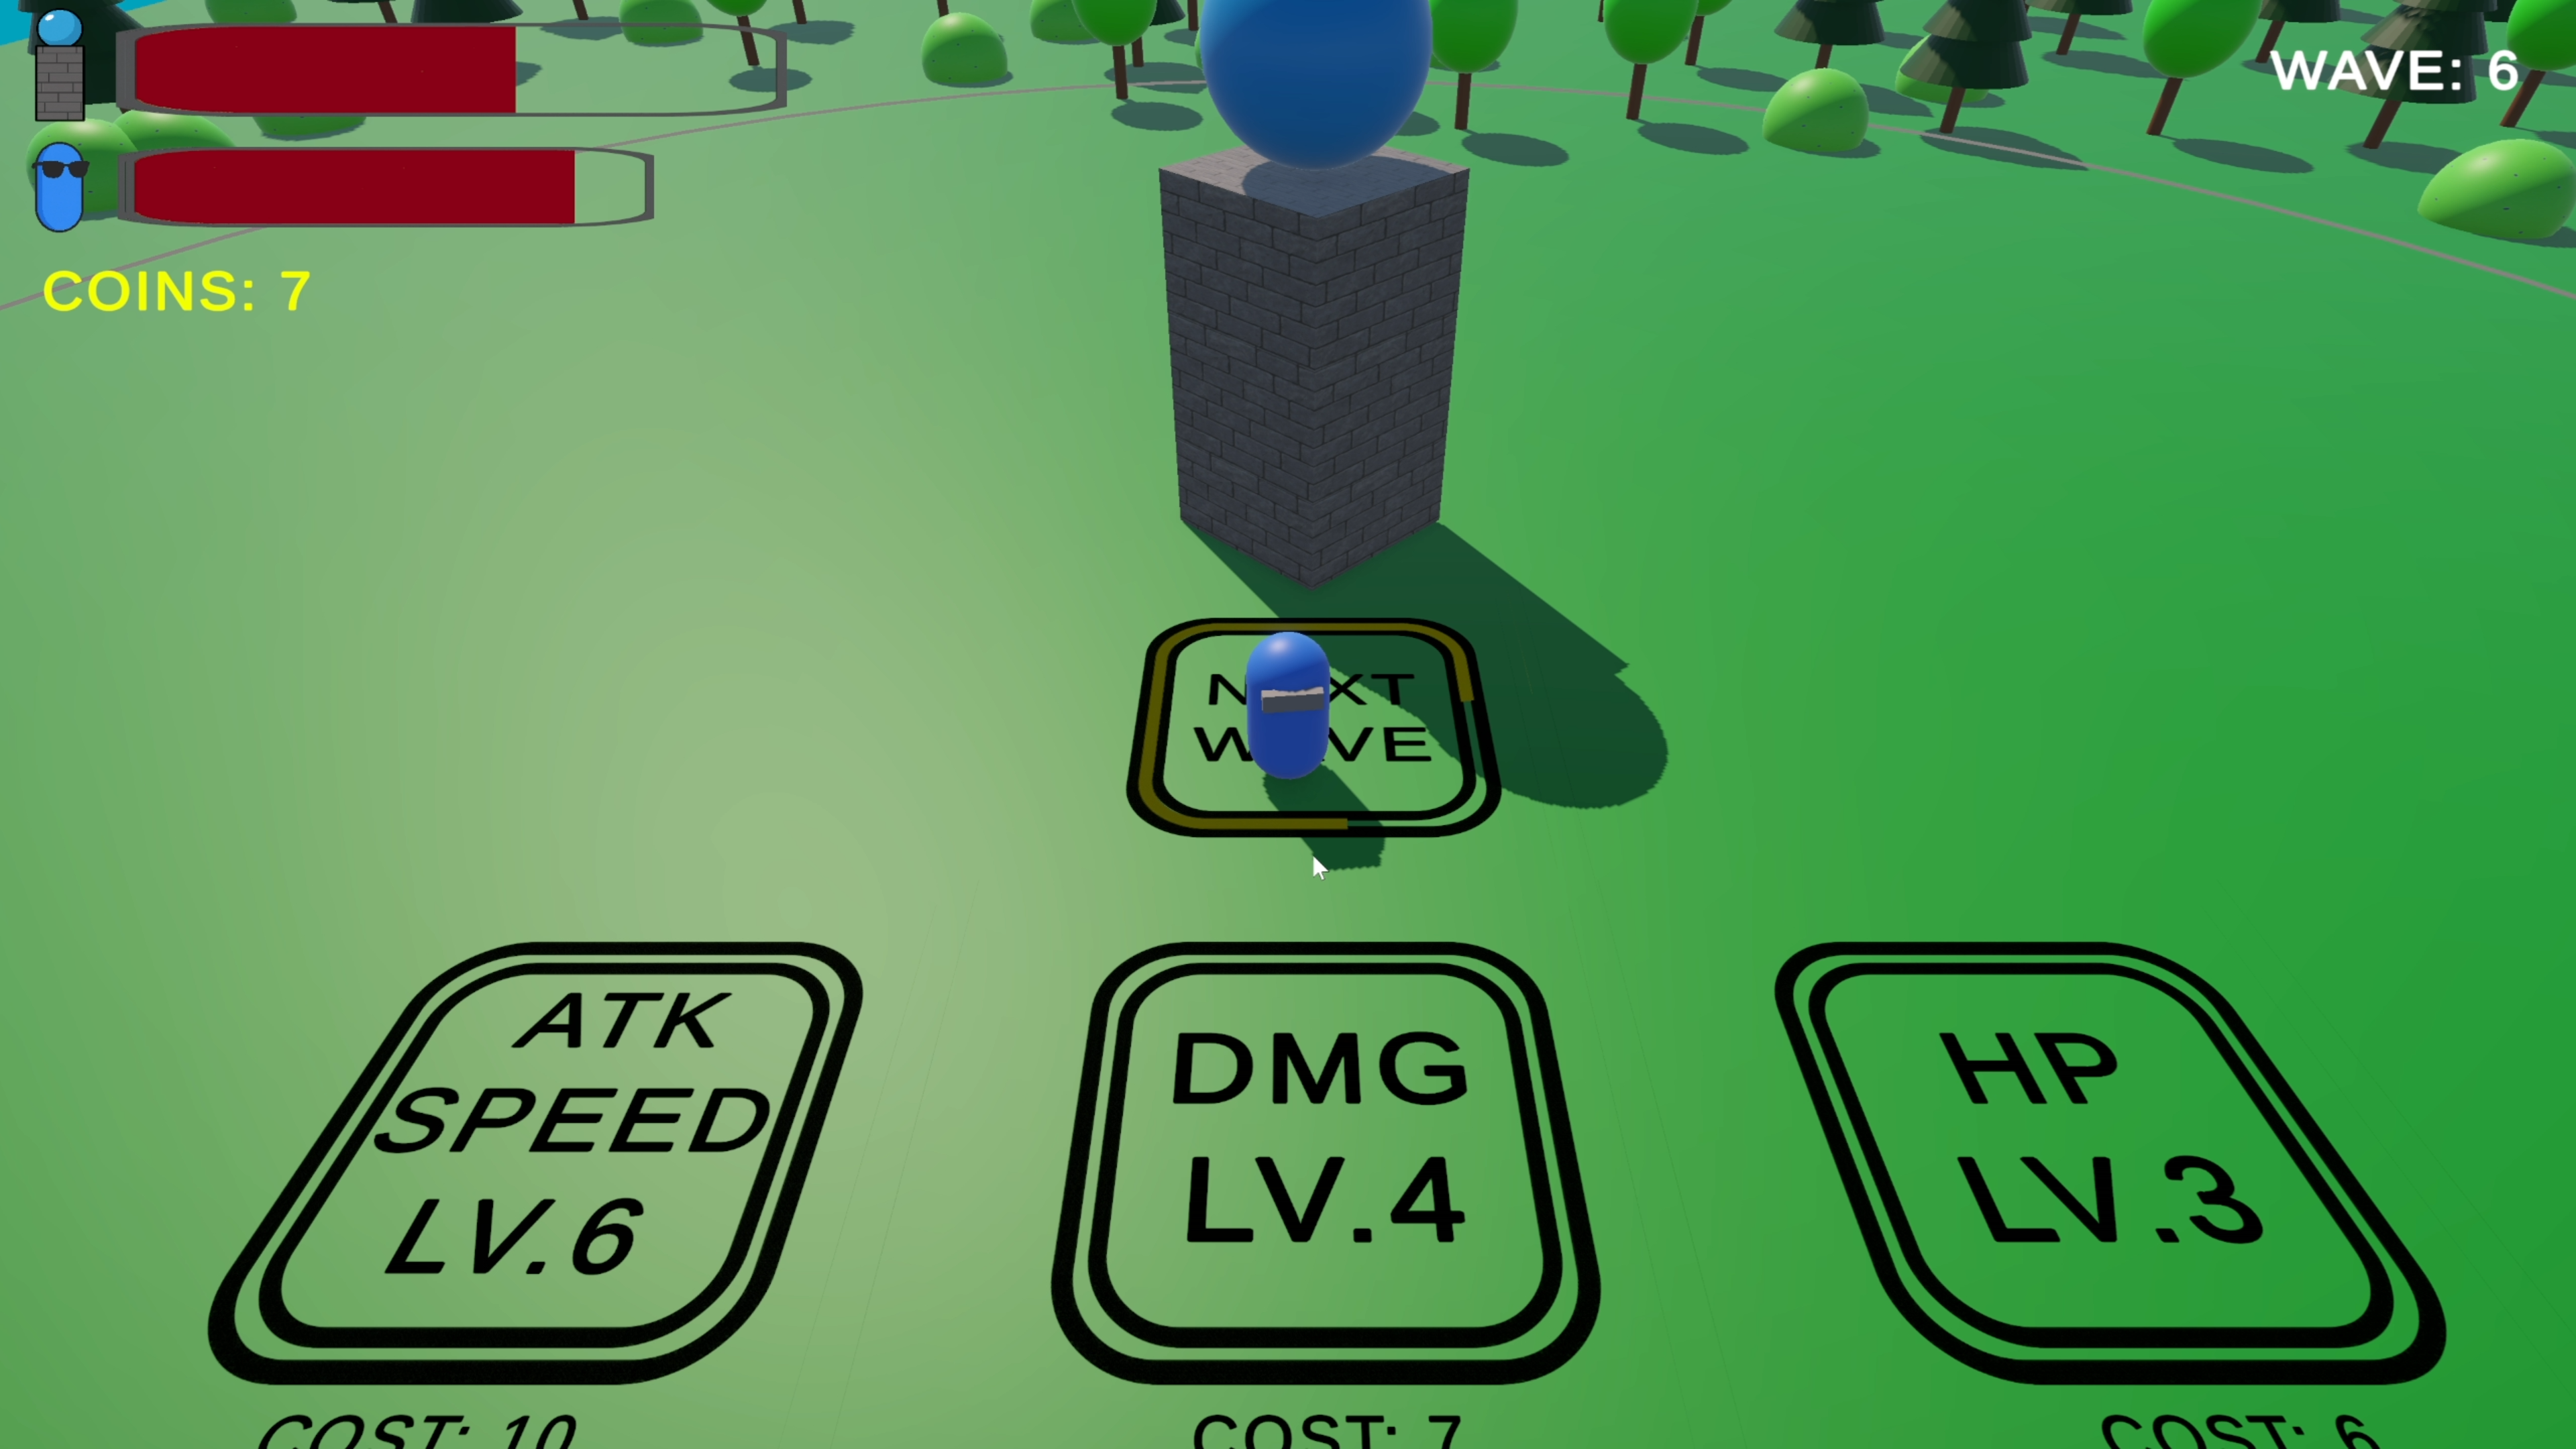 WAVE: 6
COINS: 7
NEXT
WAVE
ATK
SPEED
LV.6
DMG
LV.4
HP
LV.3
COST: 10
COST: 7
COST: 6